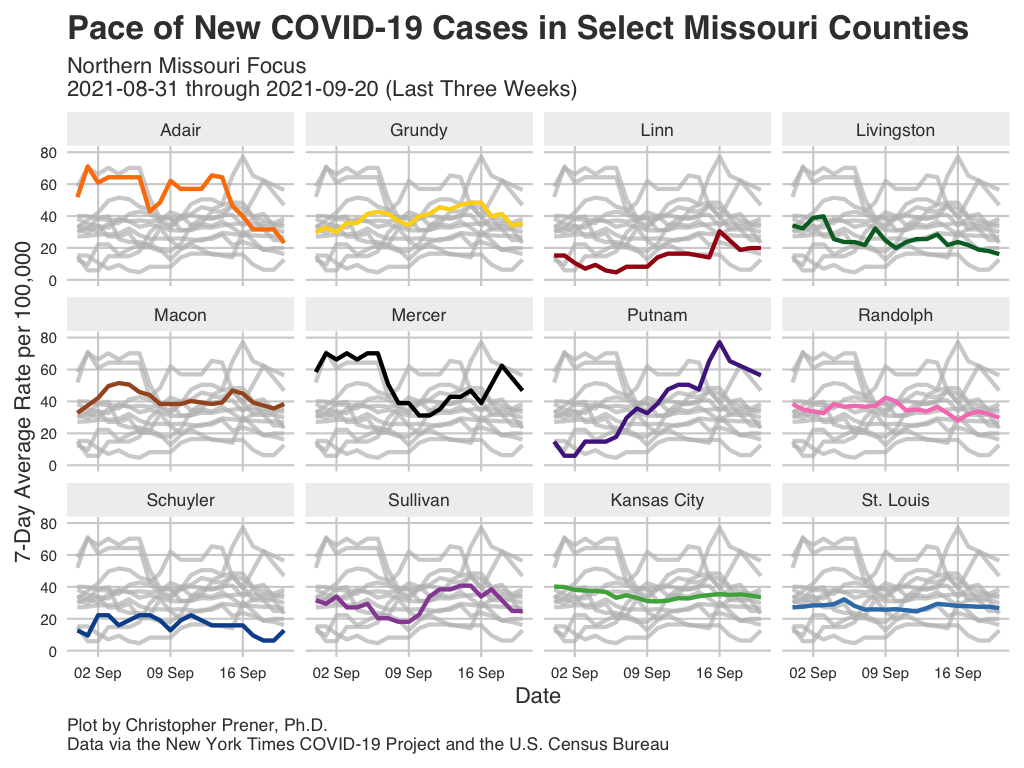 Pace of New COVID-19 Cases in Select Missouri Counties
Northern Missouri Focus
2021-08-31 through 2021-09-20 (Last Three Weeks)
7-Day Average Rate per 100,000
Adair Grundy Linn Livingston
80
60
40
20
0
Macon Mercer Putnam Randolph
80
60
40
20
0
Schuyler Sullivan Kansas City St. Louis
80
60
40
20
0
02 Sep 09 Sep 16 Sep 02 Sep 09 Sep 16 Sep 02 Sep 09 Sep 16 Sep 02 Sep 09 Sep 16 Sep
Date
Plot by Christopher Prener, Ph.D.
Data via the New York Times COVID-19 Project and the U.S. Census Bureau